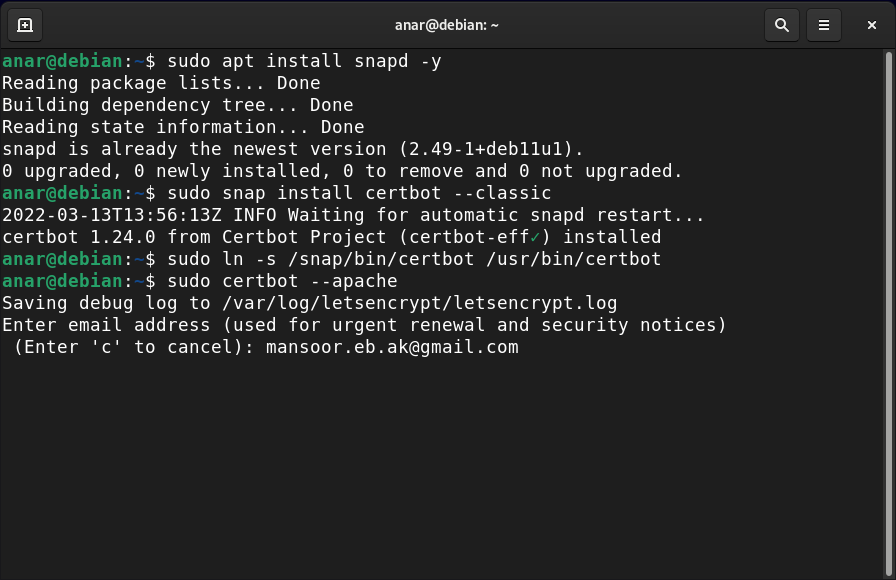 anar@debian: ~
anar@debian:~$ sudo apt install snapd -y
Reading package lists... Done
Building dependency tree... Done
Reading state information... Done
snapd is already the newest version (2.49-1+deb11u1).
0 upgraded, 0 newly installed, 0 to remove and 0 not upgraded.
anar@debian:~$ sudo snap install certbot --classic
2022-03-13T13:56:13Z INFO Waiting for automatic snapd restart...
certbot 1.24.0 from Certbot Project (certbot-eff✓) installed
anar@debian:~$ sudo ln -s /snap/bin/certbot /usr/bin/certbot
anar@debian:~$ sudo certbot --apache
Saving debug log to /var/log/letsencrypt/letsencrypt.log
Enter email address (used for urgent renewal and security notices)
 (Enter 'c' to cancel): mansoor.eb.ak@gmail.com